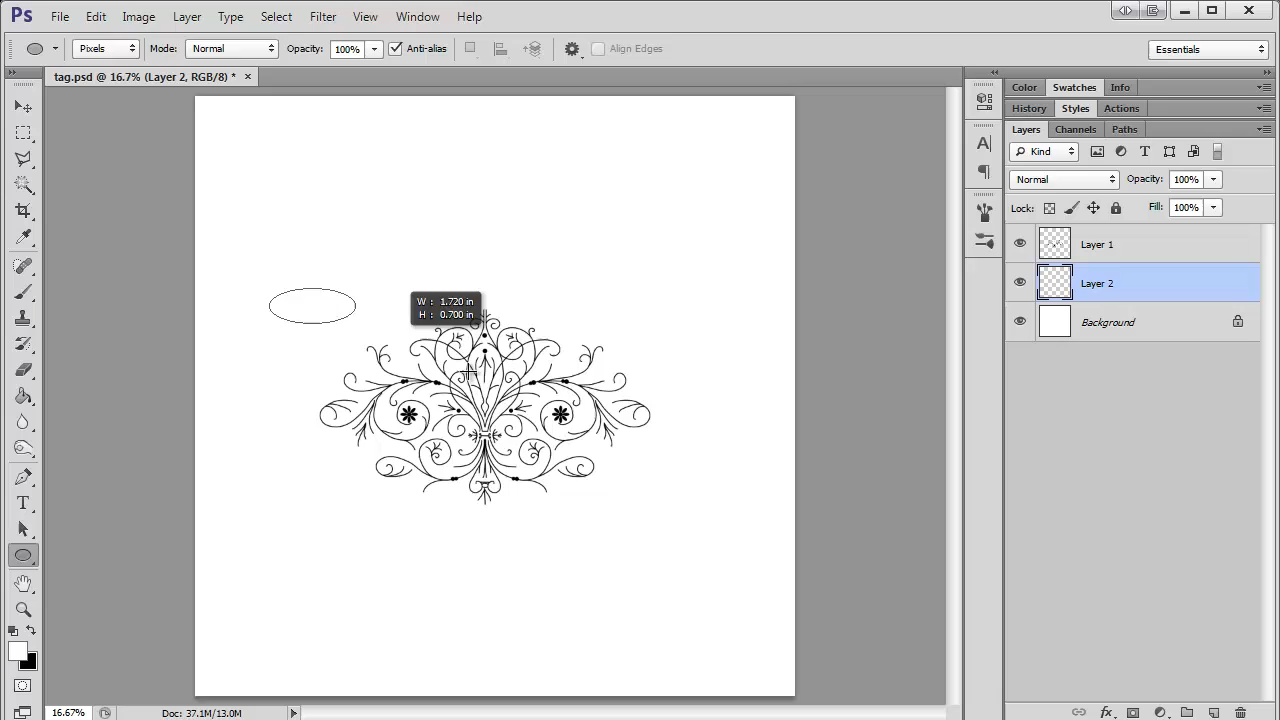 Ps File Edit Image Layer Type Select Filter View Window Help
Pixels Mode: Normal Opacity: 100% Anti-alias Align Edges Essentials
tag.psd @ 16.7% (Layer 2, RGB/8) * ×
Color Swatches Info
History Styles Actions
Layers Channels Paths
Kind
Normal Opacity: 100%
Lock: Fill: 100%
Layer 1
Layer 2
Background
W : 1.720 in
H : 0.700 in
16.67% Doc: 37.1M/13.0M